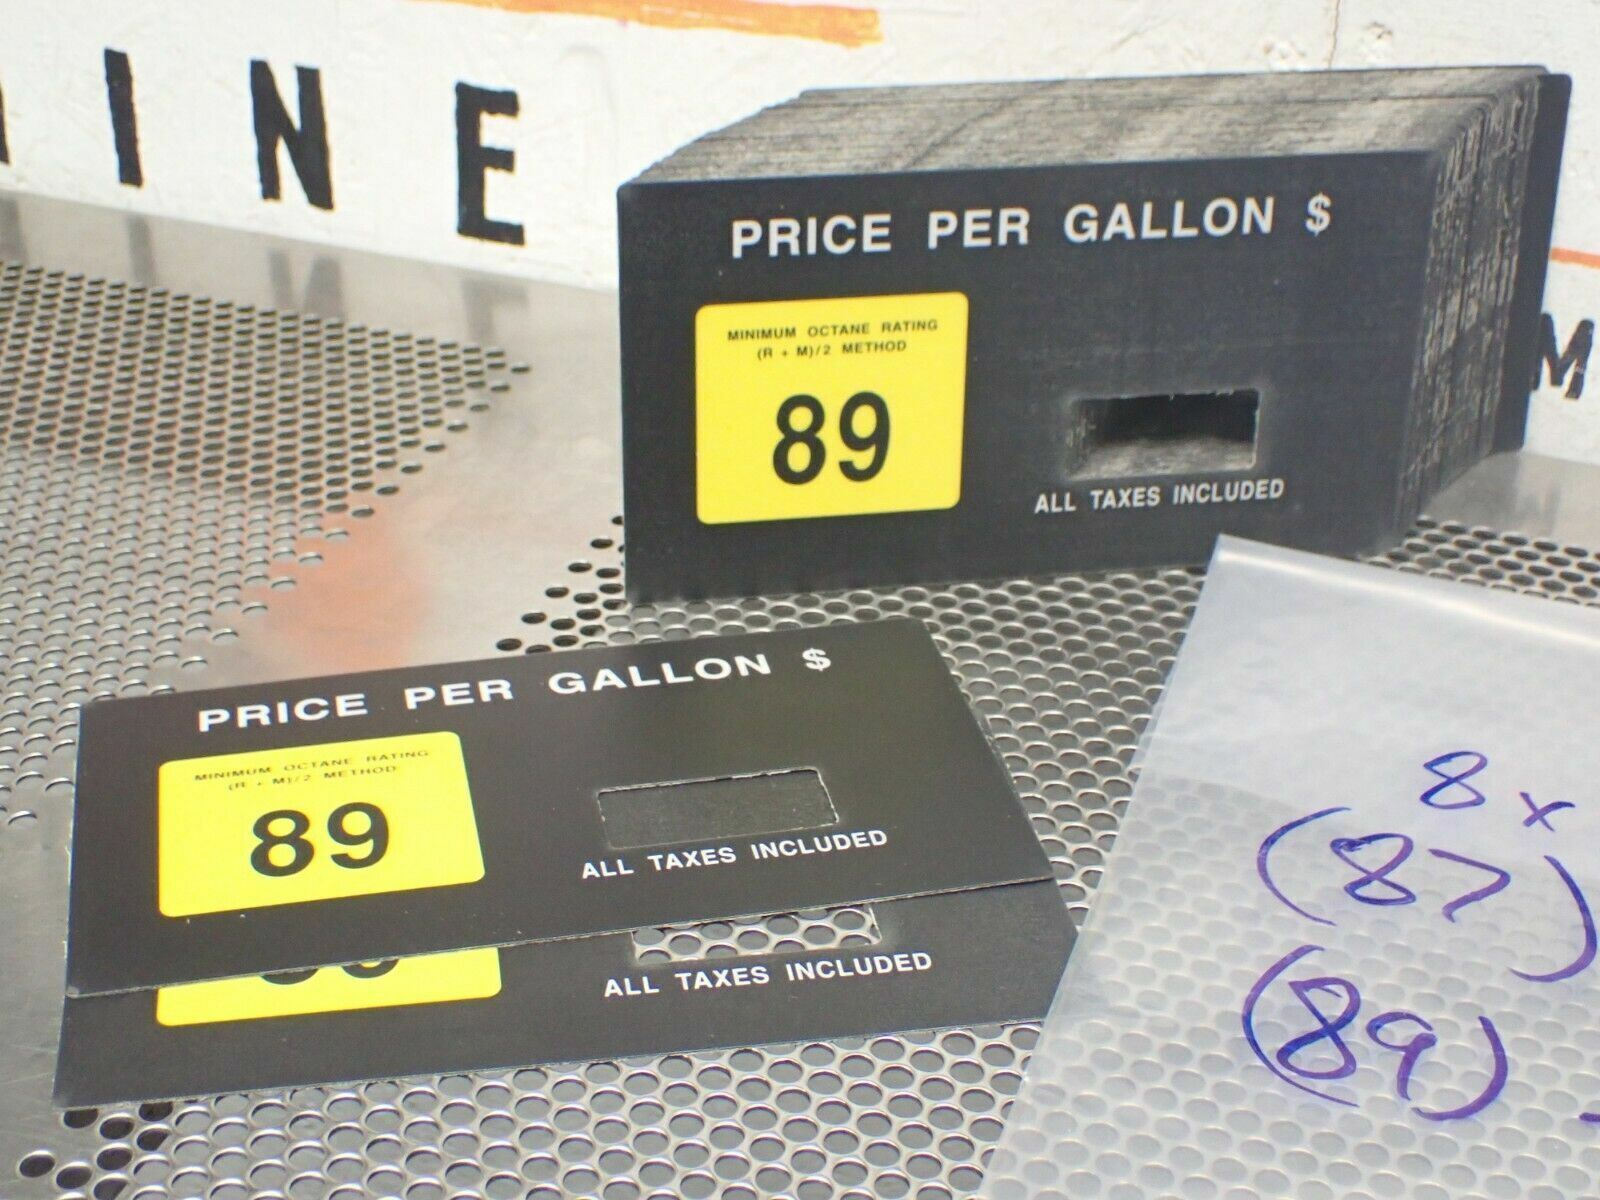 INE
PRICE PER GALLON $
MINIMUM OCTANE RATING
(R + M)/2 METHOD
89
ALL TAXES INCLUDED
M
PRICE PER GALLON $
MINIMUM OCTANE RATING
(R + M)/2 METHOD
89
ALL TAXES INCLUDED
ALL TAXES INCLUDED
8x
(87)
(89)